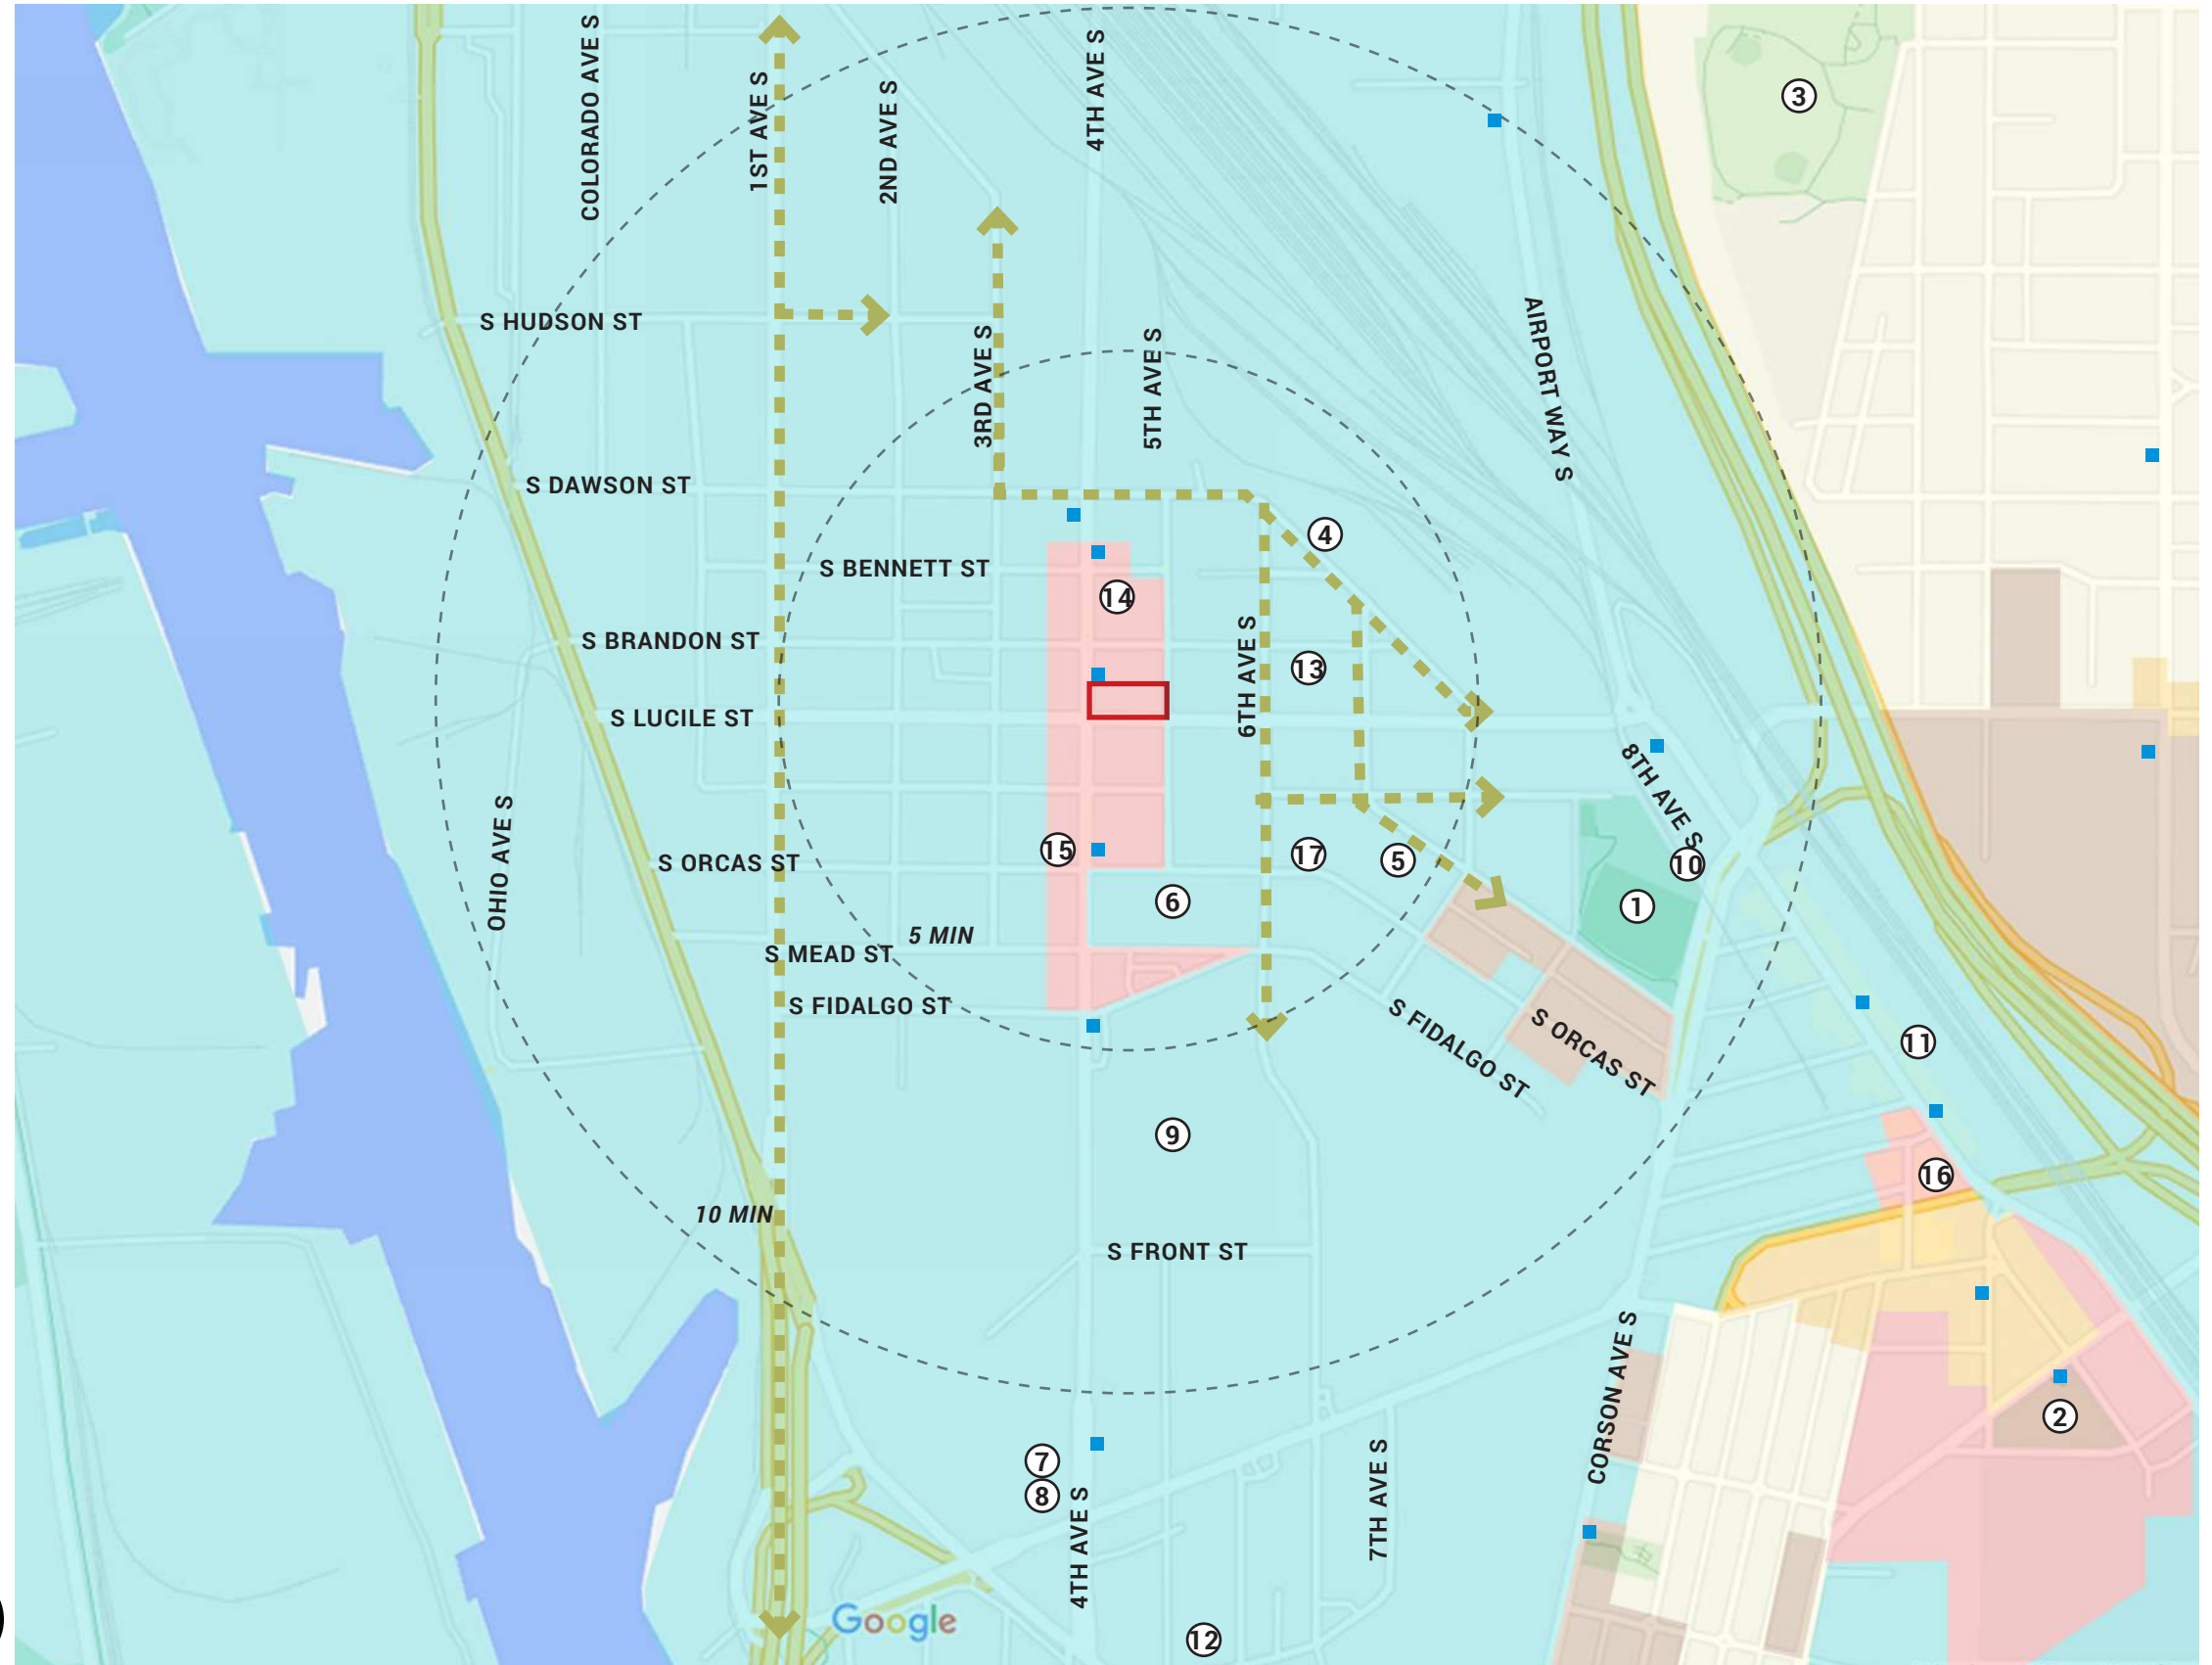 COLORADO AVE S
1ST AVE S
2ND AVE S
4TH AVE S
3
S HUDSON ST
3RD AVE S
5TH AVE S
AIRPORT WAY S
S DAWSON ST
4
S BENNETT ST
14
S BRANDON ST
6TH AVE S
13
S LUCILE ST
8TH AVE S
OHIO AVE S
S ORCAS ST
15
17
5
10
6
1
5 MIN
S MEAD ST
S FIDALGO ST
S FIDALGO ST
S ORCAS ST
11
9
16
10 MIN
S FRONT ST
CORSON AVE S
2
7
8
4TH AVE S
7TH AVE S
Google
12